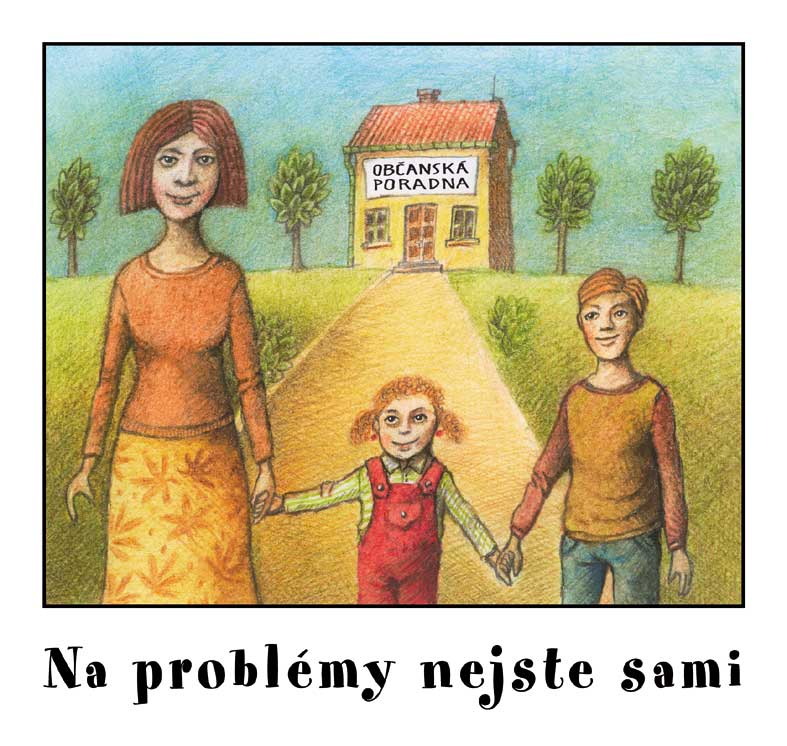 OBČANSKÁ
PORADNA
Na problémy nejste sami